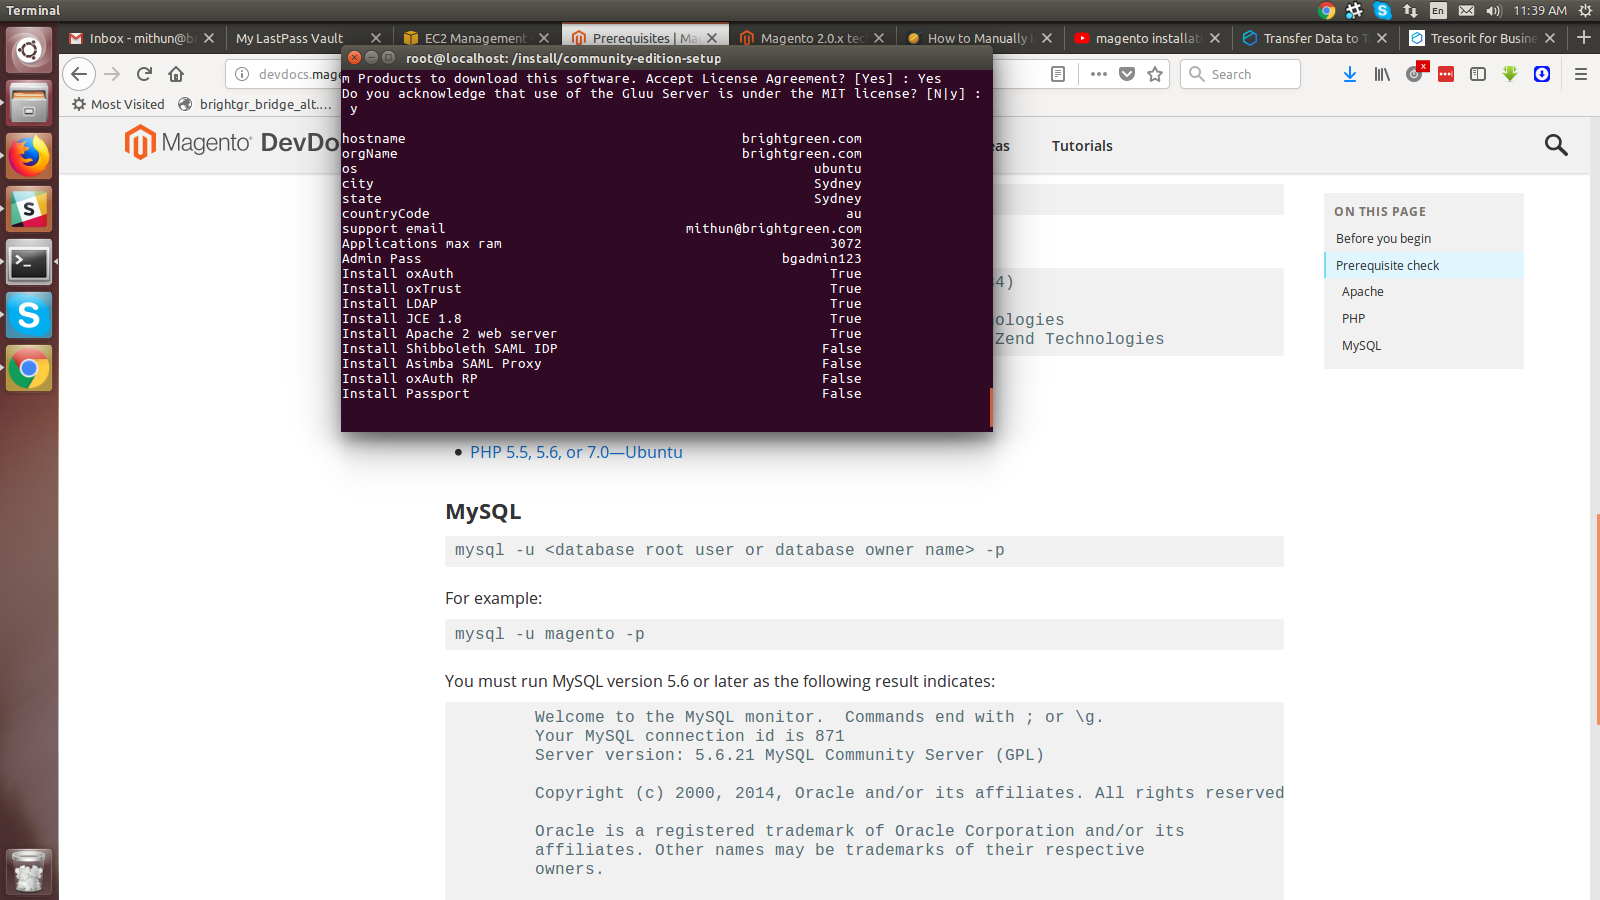 Terminal
En
11:39 AM
Inbox - mithun@b
My LastPass Vault
EC2 Management
Prerequisites | Ma
Magento 2.0.x tec
How to Manually
magento installat
Transfer Data to T
Tresorit for Busine
root@localhost: /install/community-edition-setup
devdocs.mage
Search
Most Visited
brightgr_bridge_alt....
m Products to download this software. Accept License Agreement? [Yes] : Yes
Do you acknowledge that use of the Gluu Server is under the MIT license? [N|y] :
y
hostname brightgreen.com
orgName brightgreen.com
os ubuntu
city Sydney
state Sydney
countryCode au
support email mithun@brightgreen.com
Applications max ram 3072
Admin Pass bgadmin123
Install oxAuth True
Install oxTrust True
Install LDAP True
Install JCE 1.8 True
Install Apache 2 web server True
Install Shibboleth SAML IDP False
Install Asimba SAML Proxy False
Install oxAuth RP False
Install Passport False
Magento DevDo
eas
Tutorials
4)
ologies
Zend Technologies
ON THIS PAGE
Before you begin
Prerequisite check
Apache
PHP
MySQL
• PHP 5.5, 5.6, or 7.0—Ubuntu
MySQL
mysql -u <database root user or database owner name> -p
For example:
mysql -u magento -p
You must run MySQL version 5.6 or later as the following result indicates:
Welcome to the MySQL monitor.  Commands end with ; or \g.
Your MySQL connection id is 871
Server version: 5.6.21 MySQL Community Server (GPL)
Copyright (c) 2000, 2014, Oracle and/or its affiliates. All rights reserved
Oracle is a registered trademark of Oracle Corporation and/or its
affiliates. Other names may be trademarks of their respective
owners.